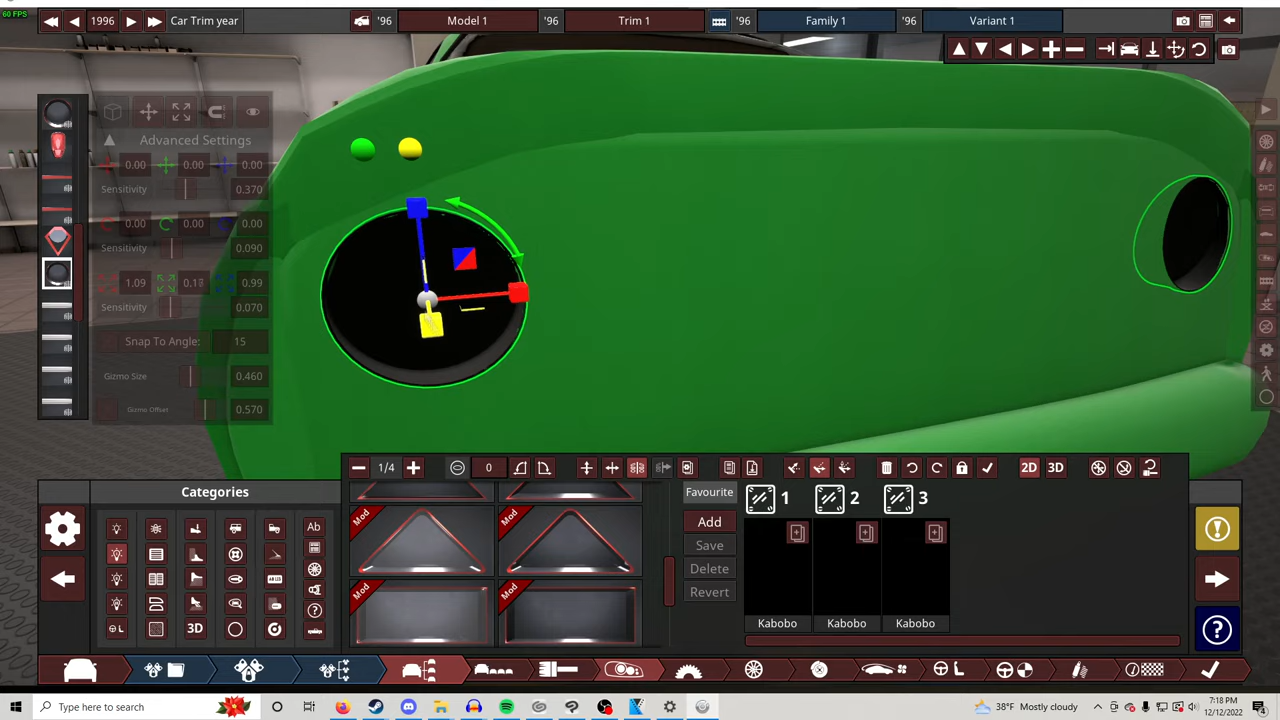 60 FPS
1996 Car Trim year '96 Model 1 '96 Trim 1 '96 Family 1 '96 Variant 1
Advanced Settings
0.00 0.00 0.00
Sensitivity 0.370
0.00 0.00 0.00
Sensitivity 0.090
1.09 0.99
Sensitivity 0.070
Snap To Angle: 15
Gizmo Size 0.460
Gizmo Offset 0.570
1/4 0 2D 3D
Categories
Ab
3D
L
Mod Mod
Mod Mod
Favourite
Add
Save
Delete
Revert
1 2 3
Kabobo Kabobo Kabobo
L
Type here to search
38°F Mostly cloudy
7:18 PM
12/12/2022
4